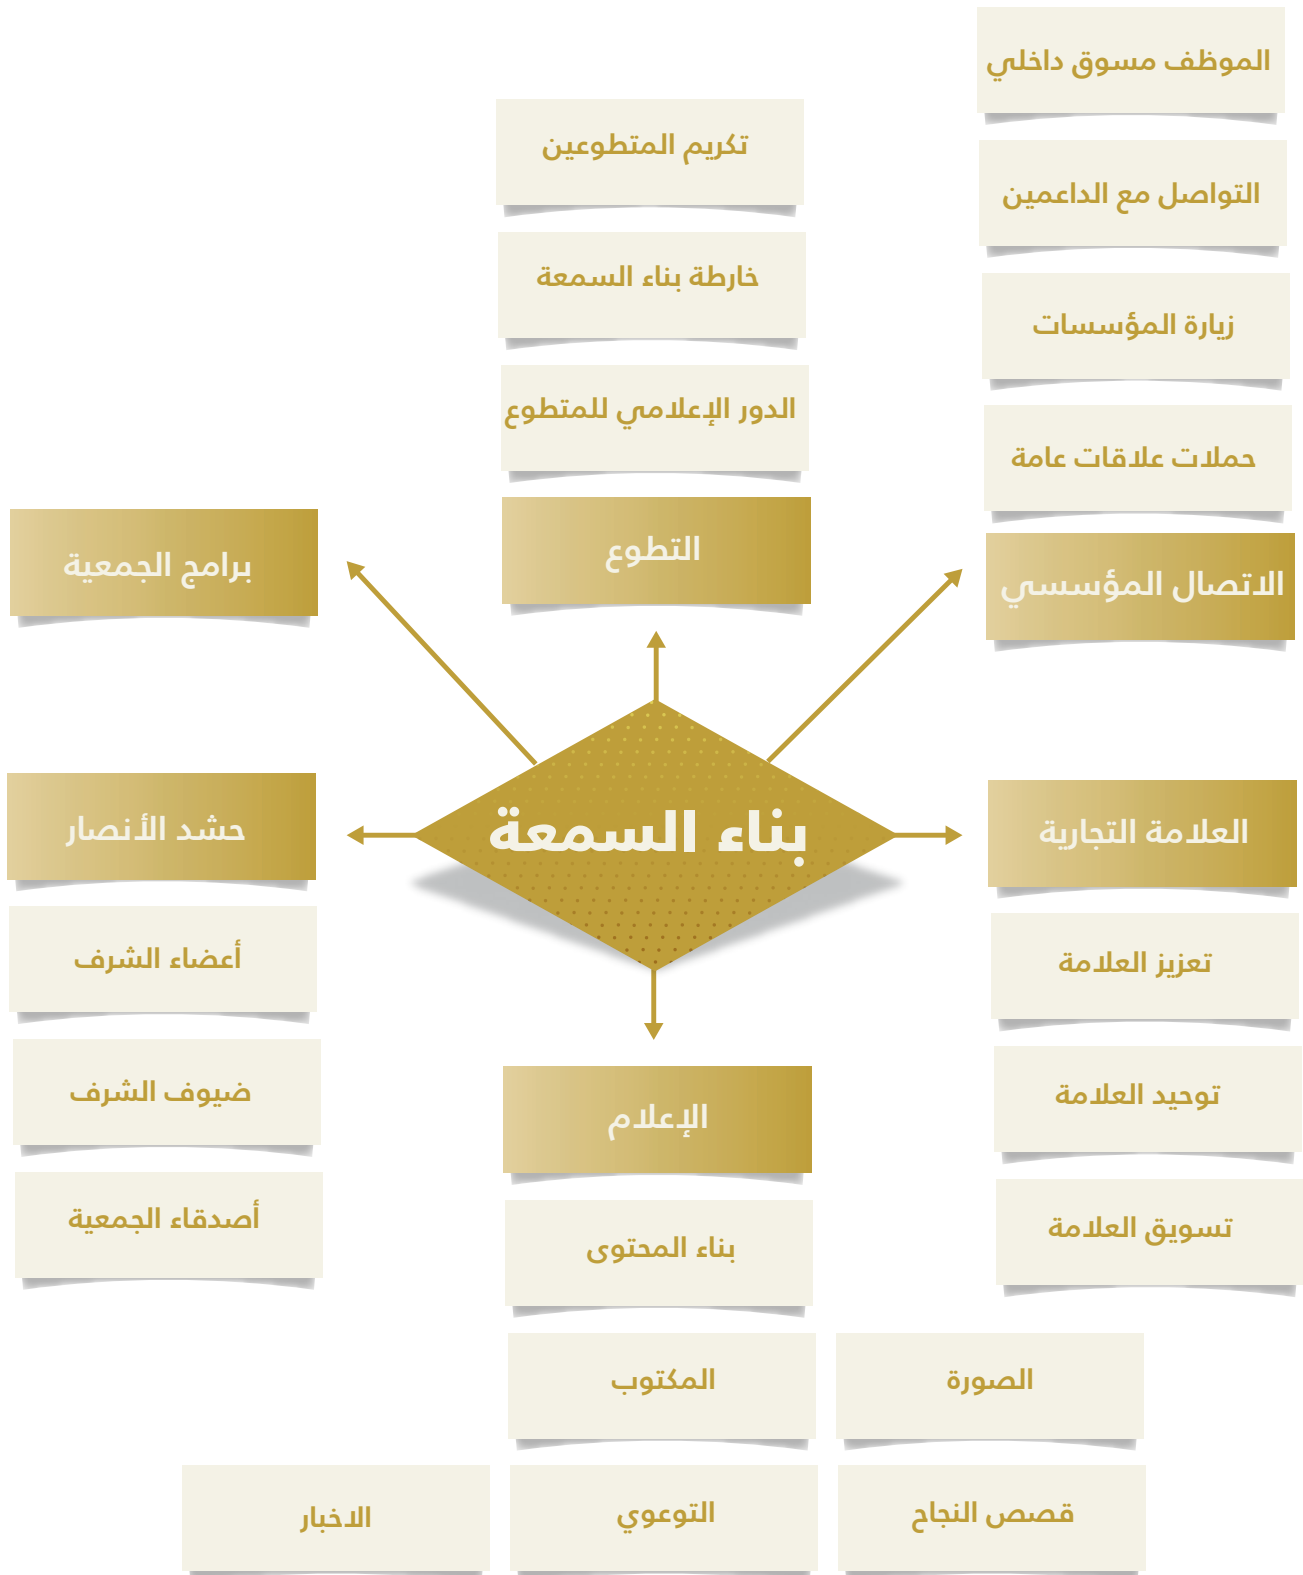 الموظف مسوق داخلي
التواصل مع الداعمين
زيارة المؤسسات
حملات علاقات عامة
الاتصال المؤسسي
تكريم المتطوعين
خارطة بناء السمعة
الدور الإعلامي للمتطوع
التطوع
برامج الجمعية
بناء السمعة
العلامة التجارية
تعزيز العلامة
توحيد العلامة
تسويق العلامة
حشد الأنصار
أعضاء الشرف
ضيوف الشرف
أصدقاء الجمعية
الإعلام
بناء المحتوى
الصورة
المكتوب
قصص النجاح
التوعوي
الاخبار